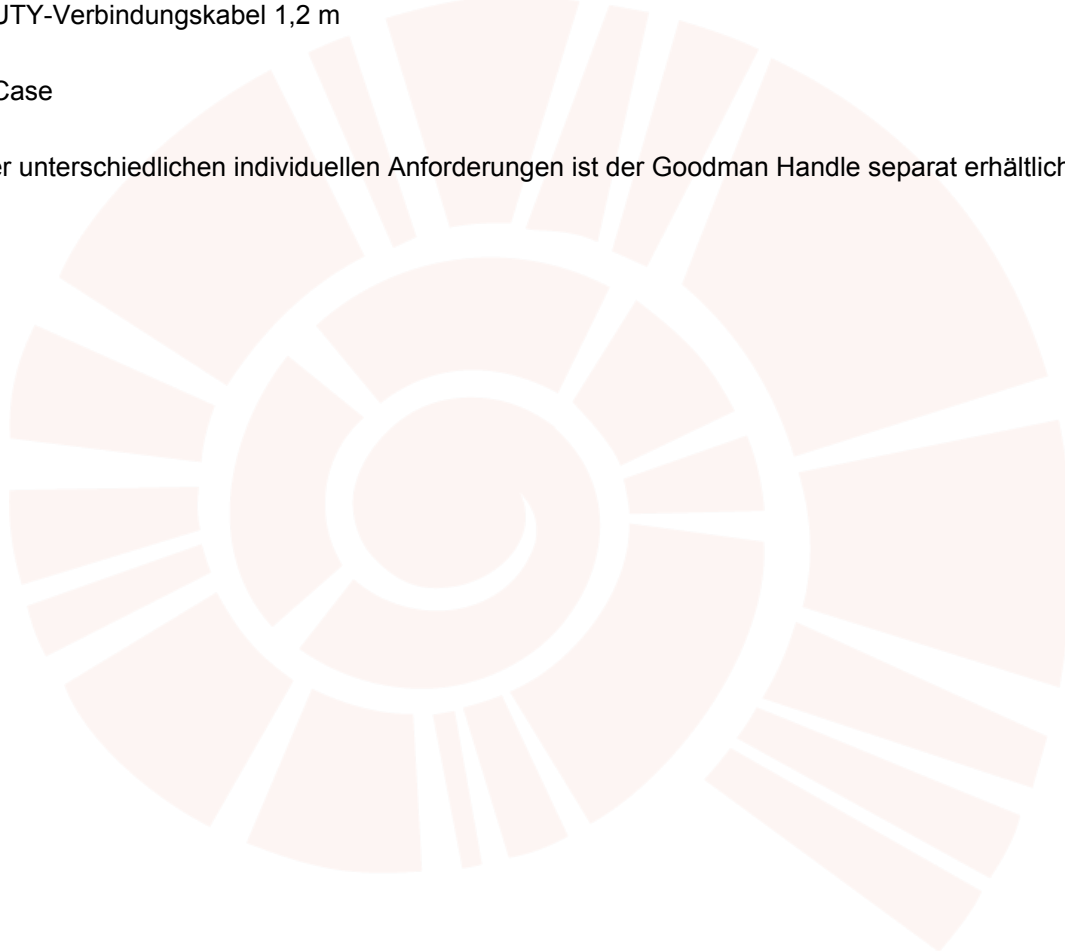 UTY-Verbindungskabel 1,2 m
Case
er unterschiedlichen individuellen Anforderungen ist der Goodman Handle separat erhältlich